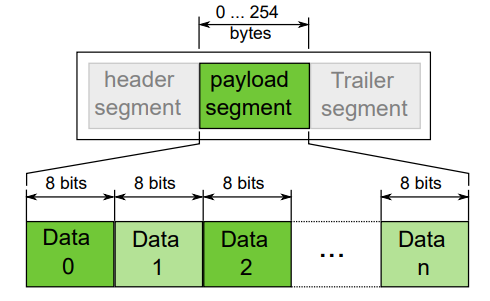 0 ... 254
bytes
header
segment
payload
segment
Trailer
segment
8 bits
8 bits
8 bits
8 bits
Data
0
Data
1
Data
2
...
Data
n